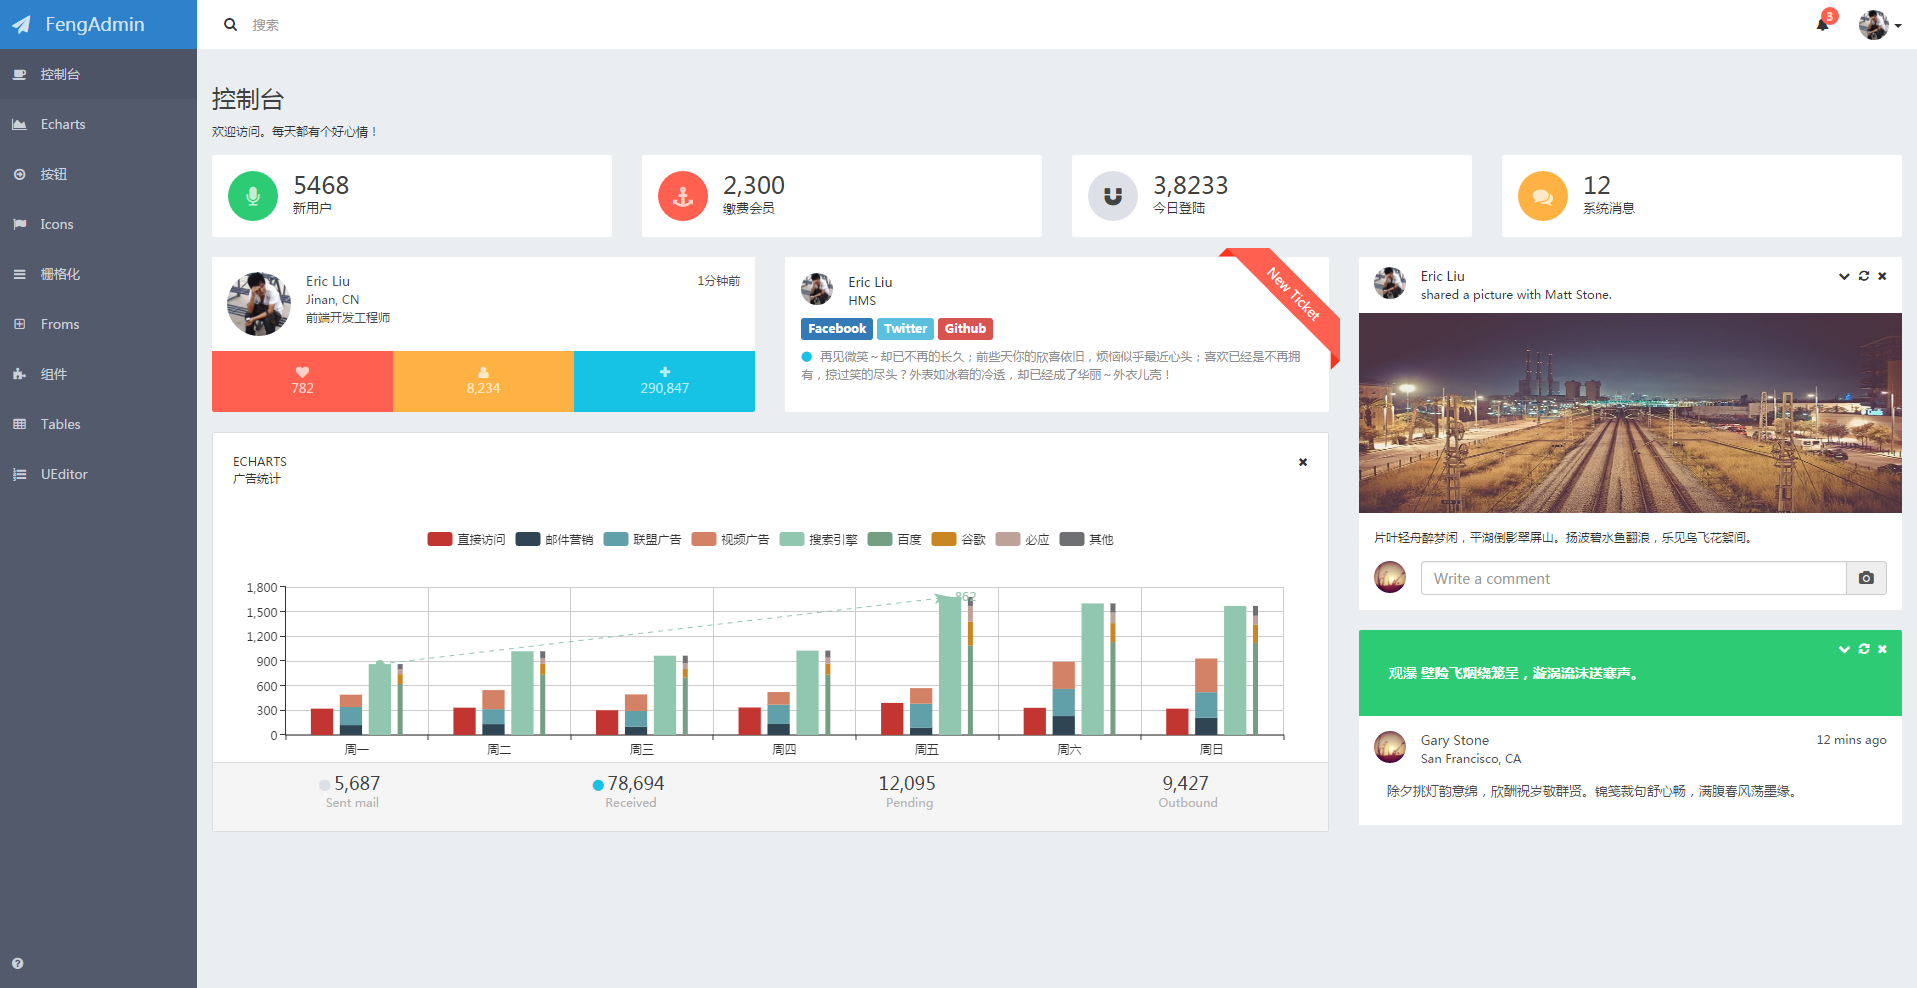 FengAdmin
搜索
3
控制台
Echarts
按钮
Icons
栅格化
Froms
组件
Tables
UEditor
控制台
欢迎访问。每天都有个好心情！
5468
新用户
2,300
缴费会员
3,8233
今日登陆
12
系统消息
Eric Liu
1分钟前
Jinan, CN
前端开发工程师
782
8,234
290,847
Eric Liu
HMS
New Ticket
Facebook Twitter Github
再见微笑～却已不再的长久；前些天你的欣喜依旧，烦恼似乎最近心头；喜欢已经是不再拥
有，掠过笑的尽头？外表如冰着的冷透，却已经成了华丽～外衣儿壳！
Eric Liu
shared a picture with Matt Stone.
片叶轻舟醉梦闲，平湖倒影翠屏山。扬波碧水鱼翻浪，乐见鸟飞花絮间。
Write a comment
ECHARTS
广告统计
直接访问 邮件营销 联盟广告 视频广告 搜索引擎 百度 谷歌 必应 其他
1,800
1,500
1,200
900
600
300
0
862
周一 周二 周三 周四 周五 周六 周日
5,687
Sent mail
78,694
Received
12,095
Pending
9,427
Outbound
观瀑 壁险飞烟绕笼呈，漩涡流沫送寒声。
Gary Stone
12 mins ago
San Francisco, CA
除夕挑灯韵意绵，欣酬祝岁敬群贤。锦笺裁句舒心畅，满腹春风荡墨缘。